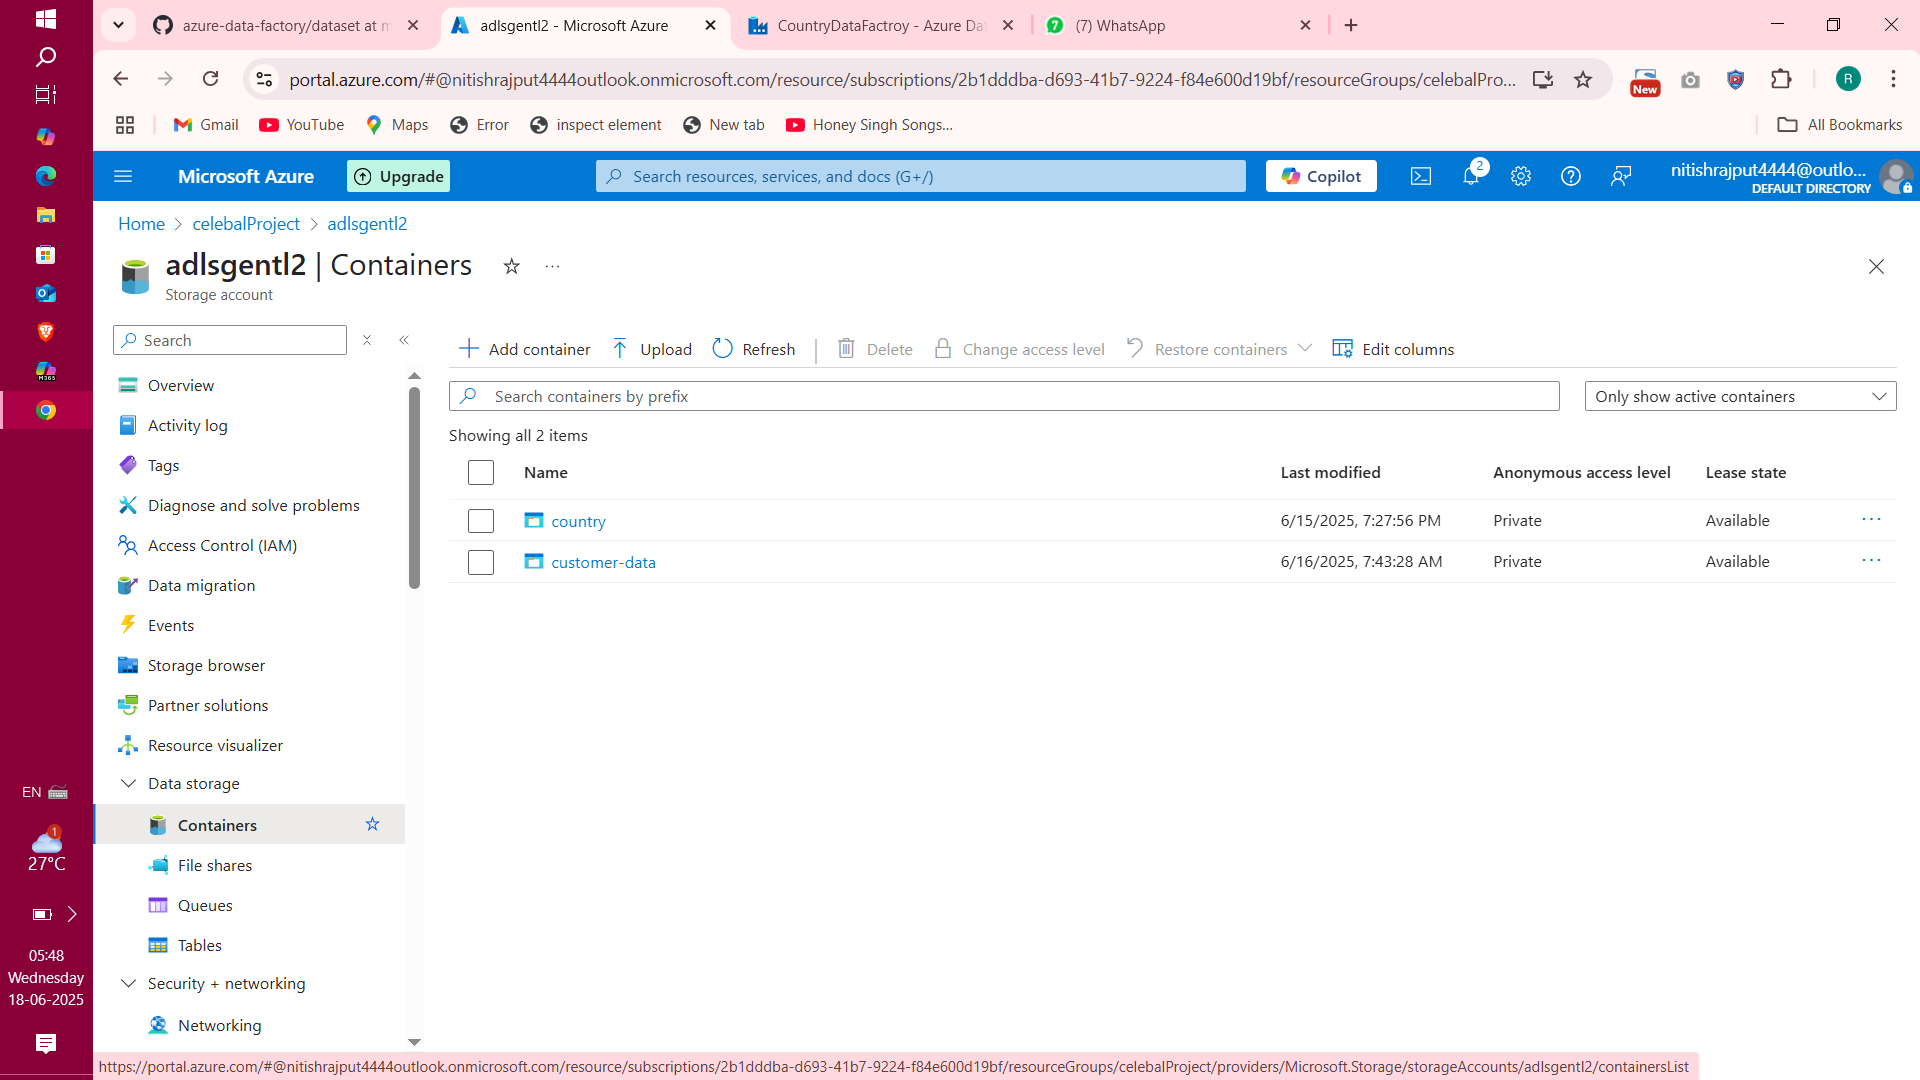 azure-data-factory/dataset at m
adlsgentl2 - Microsoft Azure
CountryDataFactroy - Azure Da
7
(7) WhatsApp
portal.azure.com/#@nitishrajput4444outlook.onmicrosoft.com/resource/subscriptions/2b1dddba-d693-41b7-9224-f84e600d19bf/resourceGroups/celebalPro...
New
R
Gmail
YouTube
Maps
Error
inspect element
New tab
Honey Singh Songs...
All Bookmarks
Microsoft Azure
Upgrade
Search resources, services, and docs (G+/)
Copilot
2
nitishrajput4444@outlo...
DEFAULT DIRECTORY
Home > celebalProject > adlsgentl2
adlsgentl2 | Containers
Storage account
Search
Add container
Upload
Refresh
Delete
Change access level
Restore containers
Edit columns
Search containers by prefix
Only show active containers
Showing all 2 items
Name Last modified Anonymous access level Lease state
country 6/15/2025, 7:27:56 PM Private Available
customer-data 6/16/2025, 7:43:28 AM Private Available
Overview
Activity log
Tags
Diagnose and solve problems
Access Control (IAM)
Data migration
Events
Storage browser
Partner solutions
Resource visualizer
Data storage
Containers
File shares
Queues
Tables
Security + networking
Networking
M365
EN
1
27°C
05:48
Wednesday
18-06-2025
https://portal.azure.com/#@nitishrajput4444outlook.onmicrosoft.com/resource/subscriptions/2b1dddba-d693-41b7-9224-f84e600d19bf/resourceGroups/celebalProject/providers/Microsoft.Storage/storageAccounts/adlsgentl2/containersList